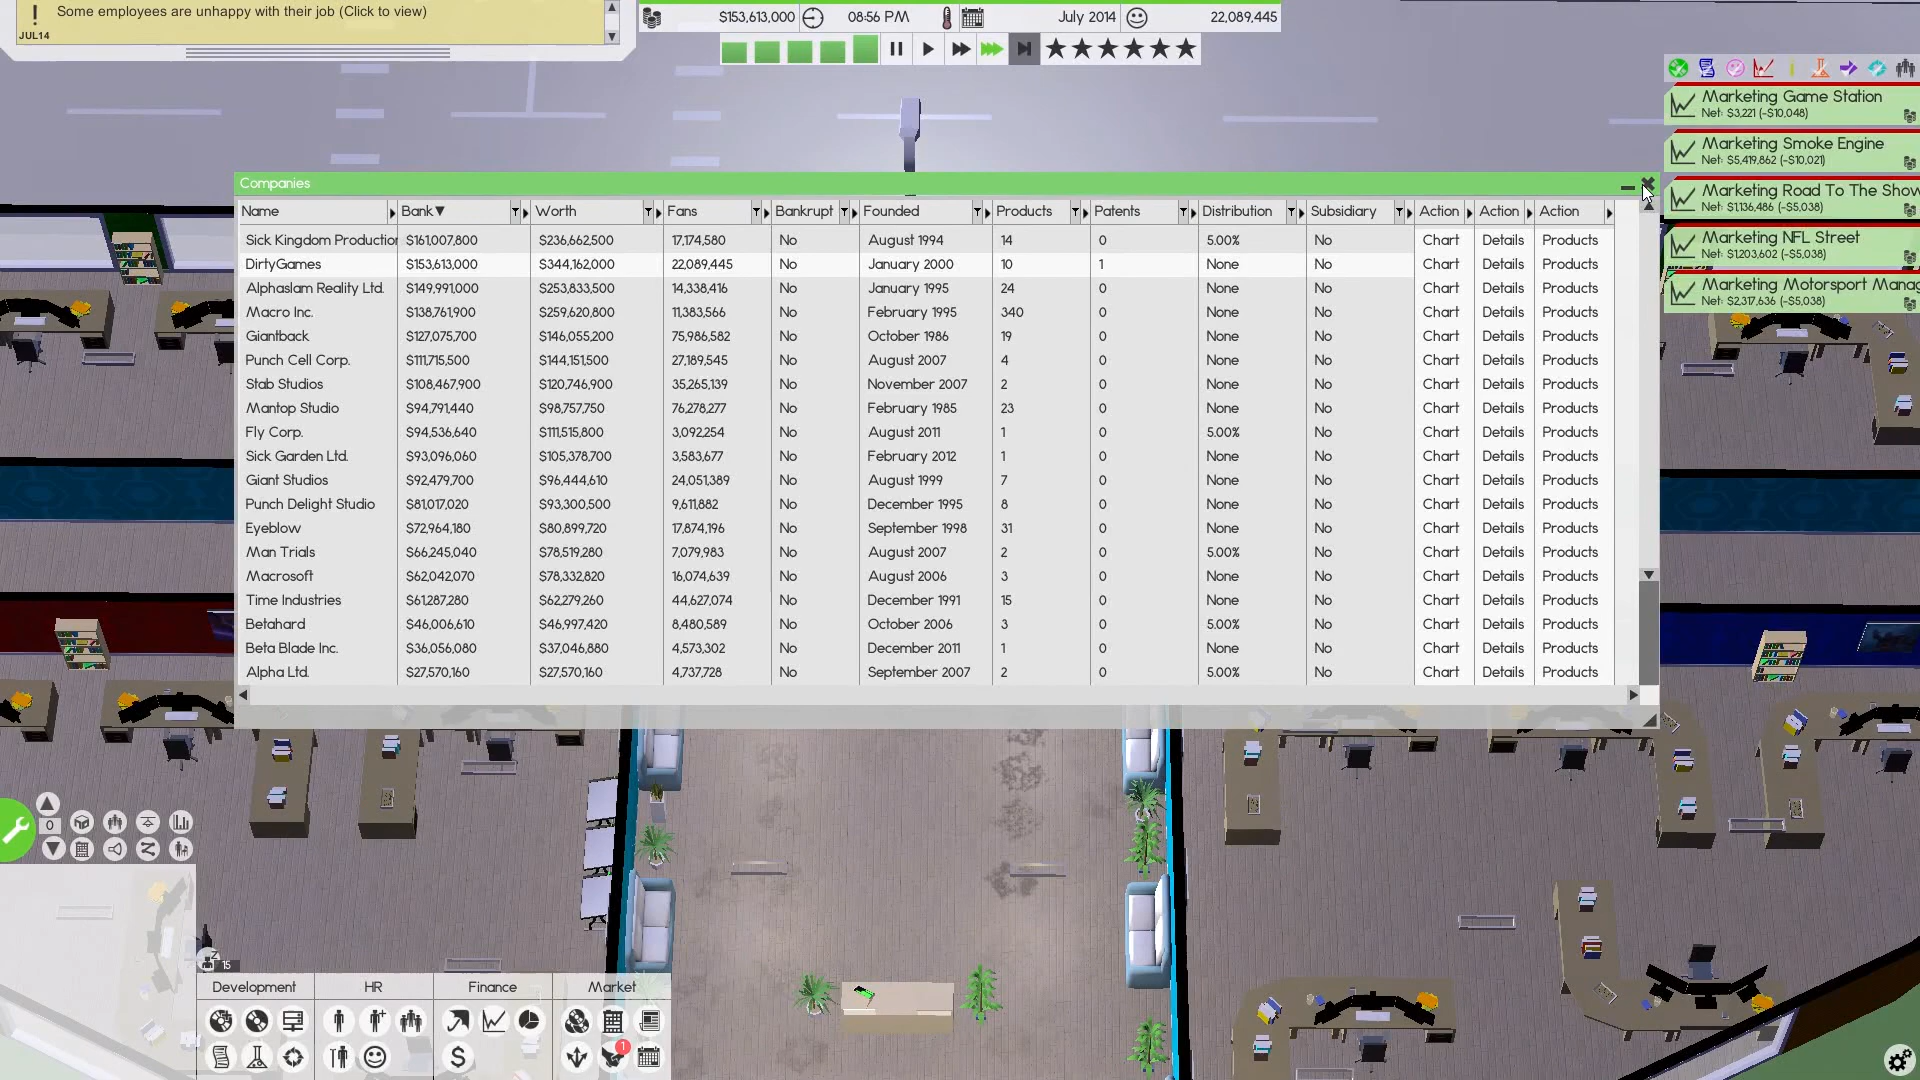 Some employees are unhappy with their job (Click to view)
JUL14
$153,613,000
08:56 PM
July 2014
22,089,445
Marketing Game Station
Net: $3,221 (-$10,048)
Marketing Smoke Engine
Net: $5,419,862 (-$10,021)
Marketing Road To The Show
Net: $1,136,486 (-$5,038)
Marketing NFL Street
Net: $1,203,602 (-$5,038)
Marketing Motorsport Manag
Net: $2,317,636 (-$5,038)
Companies
Name Bank▼ Worth Fans Bankrupt Founded Products Patents Distribution Subsidiary Action Action Action
Sick Kingdom Production $161,007,800 $236,662,500 17,174,580 No August 1994 14 0 5.00% No Chart Details Products
DirtyGames $153,613,000 $344,162,000 22,089,445 No January 2000 10 1 None No Chart Details Products
Alphaslam Reality Ltd. $149,991,000 $253,833,500 14,338,416 No January 1995 24 0 None No Chart Details Products
Macro Inc. $138,761,900 $259,620,800 11,383,566 No February 1995 340 0 None No Chart Details Products
Giantback $127,075,700 $146,055,200 75,986,582 No October 1986 19 0 None No Chart Details Products
Punch Cell Corp. $111,715,500 $144,151,500 27,189,545 No August 2007 4 0 None No Chart Details Products
Stab Studios $108,467,900 $120,746,900 35,265,139 No November 2007 2 0 None No Chart Details Products
Mantop Studio $94,791,440 $98,757,750 76,278,277 No February 1985 23 0 None No Chart Details Products
Fly Corp. $94,536,640 $111,515,800 3,092,254 No August 2011 1 0 5.00% No Chart Details Products
Sick Garden Ltd. $93,096,060 $105,378,700 3,583,677 No February 2012 1 0 None No Chart Details Products
Giant Studios $92,479,700 $96,444,610 24,051,389 No August 1999 7 0 None No Chart Details Products
Punch Delight Studio $81,017,020 $93,300,500 9,611,882 No December 1995 8 0 None No Chart Details Products
Eyeblow $72,964,180 $80,899,720 17,874,196 No September 1998 31 0 None No Chart Details Products
Man Trials $66,245,040 $78,519,280 7,079,983 No August 2007 2 0 5.00% No Chart Details Products
Macrosoft $62,042,070 $78,332,820 16,074,639 No August 2006 3 0 None No Chart Details Products
Time Industries $61,287,280 $62,279,260 44,627,074 No December 1991 15 0 None No Chart Details Products
Betahard $46,006,610 $46,997,420 8,480,589 No October 2006 3 0 5.00% No Chart Details Products
Beta Blade Inc. $36,056,080 $37,046,880 4,573,302 No December 2011 1 0 None No Chart Details Products
Alpha Ltd. $27,570,160 $27,570,160 4,737,728 No September 2007 2 0 5.00% No Chart Details Products
0
15
Development HR Finance Market
1